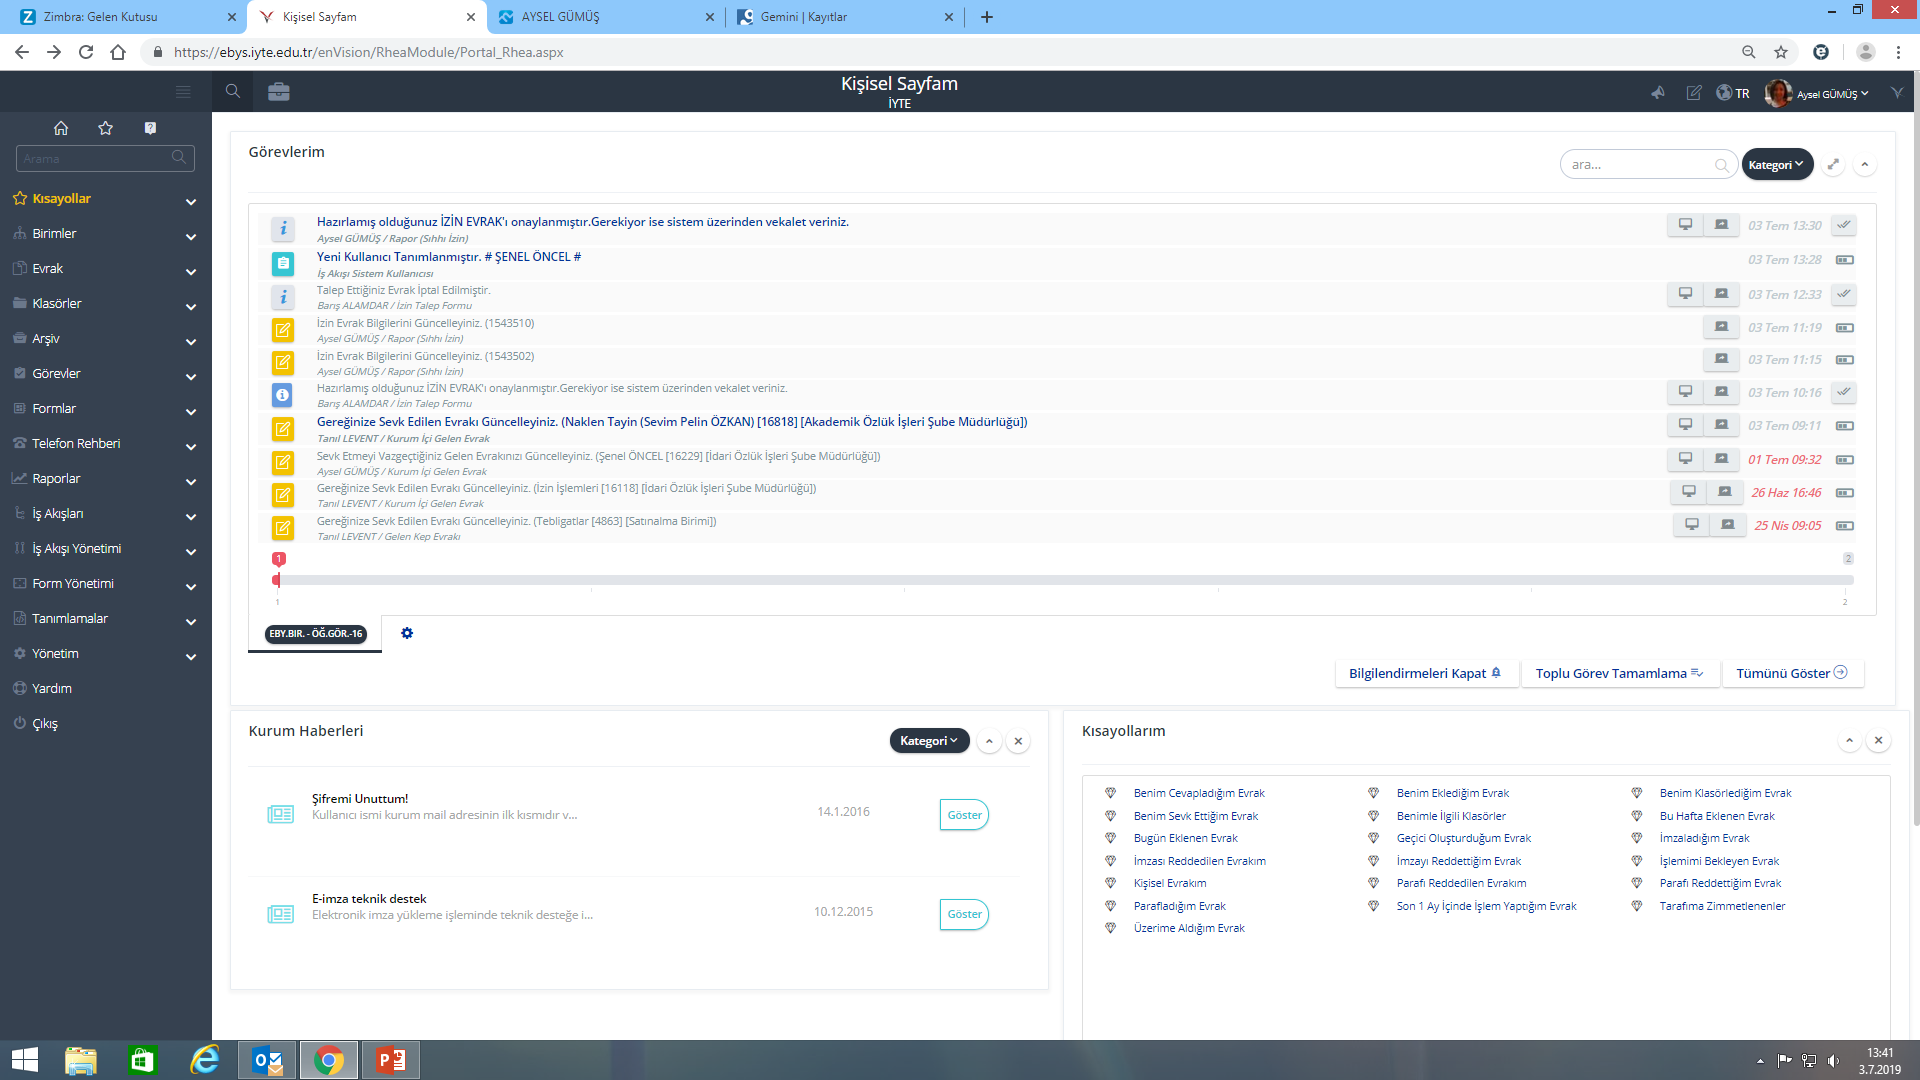 Zimbra: Gelen Kutusu
Kişisel Sayfam
AYSEL GÜMÜŞ
Gemini | Kayıtlar
https://ebys.iyte.edu.tr/enVision/RheaModule/Portal_Rhea.aspx
Kişisel Sayfam
İYTE
TR
Aysel GÜMÜŞ
Arama
Kısayollar
Birimler
Evrak
Klasörler
Arşiv
Görevler
Formlar
Telefon Rehberi
Raporlar
İş Akışları
İş Akışı Yönetimi
Form Yönetimi
Tanımlamalar
Yönetim
Yardım
Çıkış
Görevlerim
ara...
Kategori
Hazırlamış olduğunuz İZİN EVRAK'ı onaylanmıştır.Gerekiyor ise sistem üzerinden vekalet veriniz.
Aysel GÜMÜŞ / Rapor (Sıhhı İzin)
03 Tem 13:30
Yeni Kullanıcı Tanımlanmıştır. # ŞENEL ÖNCEL #
İş Akışı Sistem Kullanıcısı
03 Tem 13:28
Talep Ettiğiniz Evrak İptal Edilmiştir.
Barış ALAMDAR / İzin Talep Formu
03 Tem 12:33
İzin Evrak Bilgilerini Güncelleyiniz. (1543510)
Aysel GÜMÜŞ / Rapor (Sıhhı İzin)
03 Tem 11:19
İzin Evrak Bilgilerini Güncelleyiniz. (1543502)
Aysel GÜMÜŞ / Rapor (Sıhhı İzin)
03 Tem 11:15
Hazırlamış olduğunuz İZİN EVRAK'ı onaylanmıştır.Gerekiyor ise sistem üzerinden vekalet veriniz.
Barış ALAMDAR / İzin Talep Formu
03 Tem 10:16
Gereğinize Sevk Edilen Evrakı Güncelleyiniz. (Naklen Tayin (Sevim Pelin ÖZKAN) [16818] [Akademik Özlük İşleri Şube Müdürlüğü])
Tanıl LEVENT / Kurum İçi Gelen Evrak
03 Tem 09:11
Sevk Etmeyi Vazgeçtiğiniz Gelen Evrakınızı Güncelleyiniz. (Şenel ÖNCEL [16229] [İdari Özlük İşleri Şube Müdürlüğü])
Aysel GÜMÜŞ / Kurum İçi Gelen Evrak
01 Tem 09:32
Gereğinize Sevk Edilen Evrakı Güncelleyiniz. (İzin İşlemleri [16118] [İdari Özlük İşleri Şube Müdürlüğü])
Tanıl LEVENT / Kurum İçi Gelen Evrak
26 Haz 16:46
Gereğinize Sevk Edilen Evrakı Güncelleyiniz. (Tebligatlar [4863] [Satınalma Birimi])
Tanıl LEVENT / Gelen Kep Evrakı
25 Nis 09:05
1
2
1
2
EBY.BIR. - ÖĞ.GÖR.-16
Bilgilendirmeleri Kapat
Toplu Görev Tamamlama
Tümünü Göster
Kurum Haberleri
Kategori
Şifremi Unuttum!
Kullanıcı ismi kurum mail adresinin ilk kısmıdır v...
14.1.2016
Göster
E-imza teknik destek
Elektronik imza yükleme işleminde teknik desteğe i...
10.12.2015
Göster
Kısayollarım
Benim Cevapladığım Evrak
Benim Eklediğim Evrak
Benim Klasörlediğim Evrak
Benim Sevk Ettiğim Evrak
Benimle İlgili Klasörler
Bu Hafta Eklenen Evrak
Bugün Eklenen Evrak
Geçici Oluşturduğum Evrak
İmzaladığım Evrak
İmzası Reddedilen Evrakım
İmzayı Reddettiğim Evrak
İşlemimi Bekleyen Evrak
Kişisel Evrakım
Parafı Reddedilen Evrakım
Parafı Reddettiğim Evrak
Parafladığım Evrak
Son 1 Ay İçinde İşlem Yaptığım Evrak
Tarafıma Zimmetlenenler
Üzerime Aldığım Evrak
13:41
3.7.2019